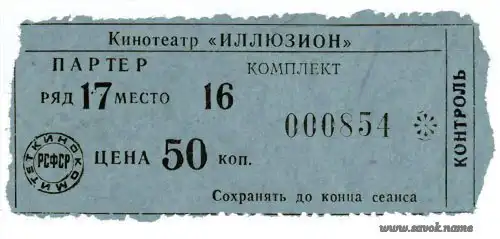 Кинотеатр «ИЛЛЮЗИОН»
ПАРТЕР
КОМПЛЕКТ
РЯД 17 МЕСТО 16
000854
ЦЕНА 50 коп.
Сохранять до конца сеанса
КОНТРОЛЬ
КИНОКОМИТЕТ
РСФСР
www.savok.name